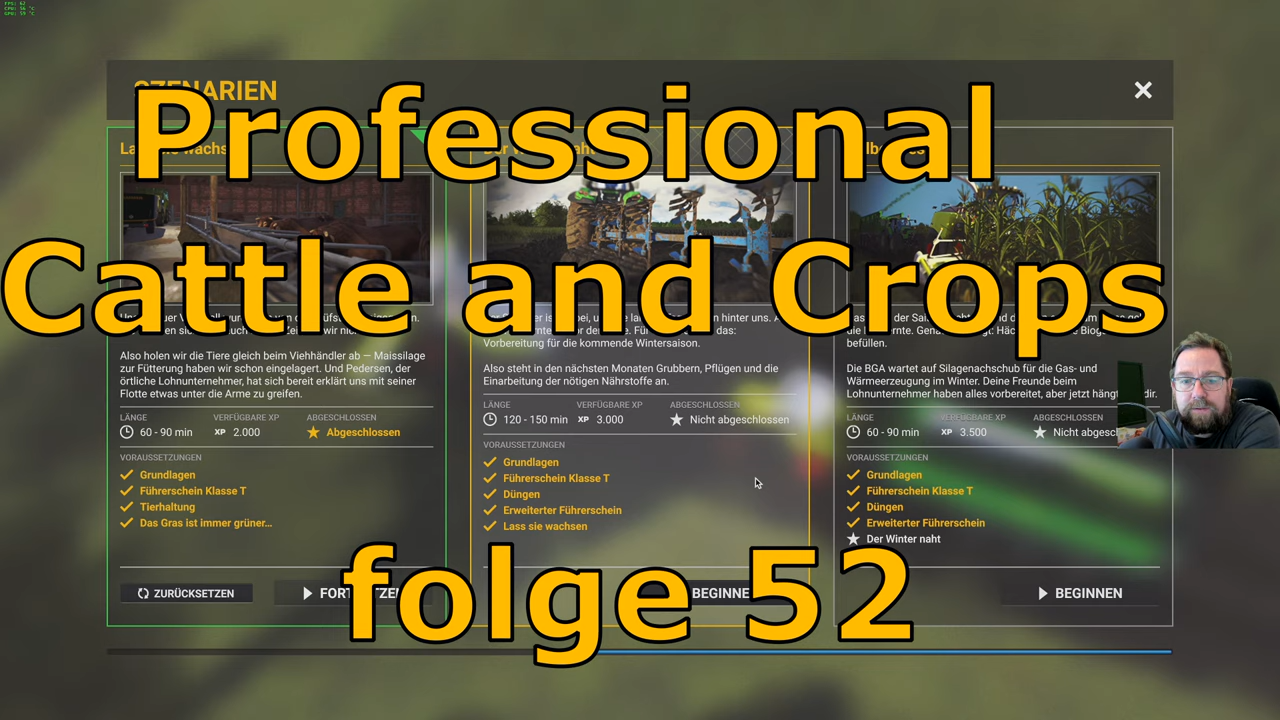 SZENARIEN
Professional
Cattle and Crops
folge 52
Also holen wir die Tiere gleich beim Viehhändler ab — Maissilage
zur Fütterung haben wir schon eingelagert. Und Pedersen, der
örtliche Lohnunternehmer, hat sich bereit erklärt uns mit seiner
Flotte etwas unter die Arme zu greifen.
LÄNGE
VERFÜGBARE XP
ABGESCHLOSSEN
60 - 90 min
XP 2.000
Abgeschlossen
VORAUSSETZUNGEN
Grundlagen
Führerschein Klasse T
Tierhaltung
Das Gras ist immer grüner...
ZURÜCKSETZEN
Vorbereitung für die kommende Wintersaison.
Also steht in den nächsten Monaten Grubbern, Pflügen und die
Einarbeitung der nötigen Nährstoffe an.
LÄNGE
VERFÜGBARE XP
ABGESCHLOSSEN
120 - 150 min
XP 3.000
Nicht abgeschlossen
VORAUSSETZUNGEN
Grundlagen
Führerschein Klasse T
Düngen
Erweiterter Führerschein
Lass sie wachsen
befüllen.
Die BGA wartet auf Silagenachschub für die Gas- und
Wärmeerzeugung im Winter. Deine Freunde beim
Lohnunternehmer haben alles vorbereitet, aber jetzt
LÄNGE
VERFÜGBARE XP
ABGESCHLOSSEN
60 - 90 min
XP 3.500
Nicht
VORAUSSETZUNGEN
Grundlagen
Führerschein Klasse T
Düngen
Erweiterter Führerschein
Der Winter naht
BEGINNEN